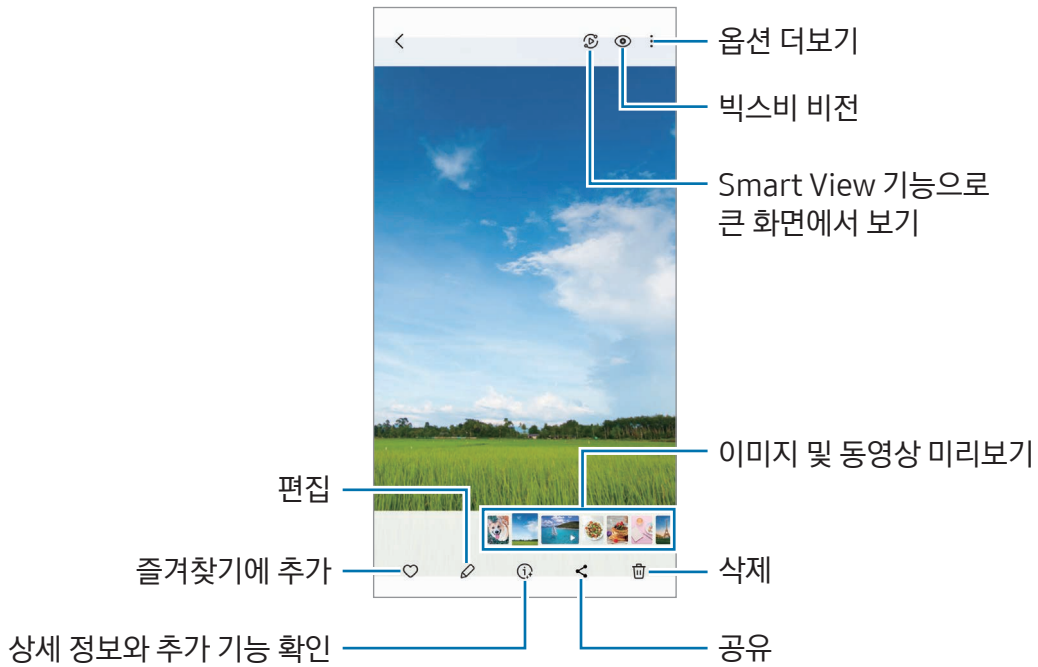 옵션 더보기
빅스비 비전
Smart View 기능으로
큰 화면에서 보기
이미지 및 동영상 미리보기
편집
즐겨찾기에 추가
삭제
상세 정보와 추가 기능 확인
공유